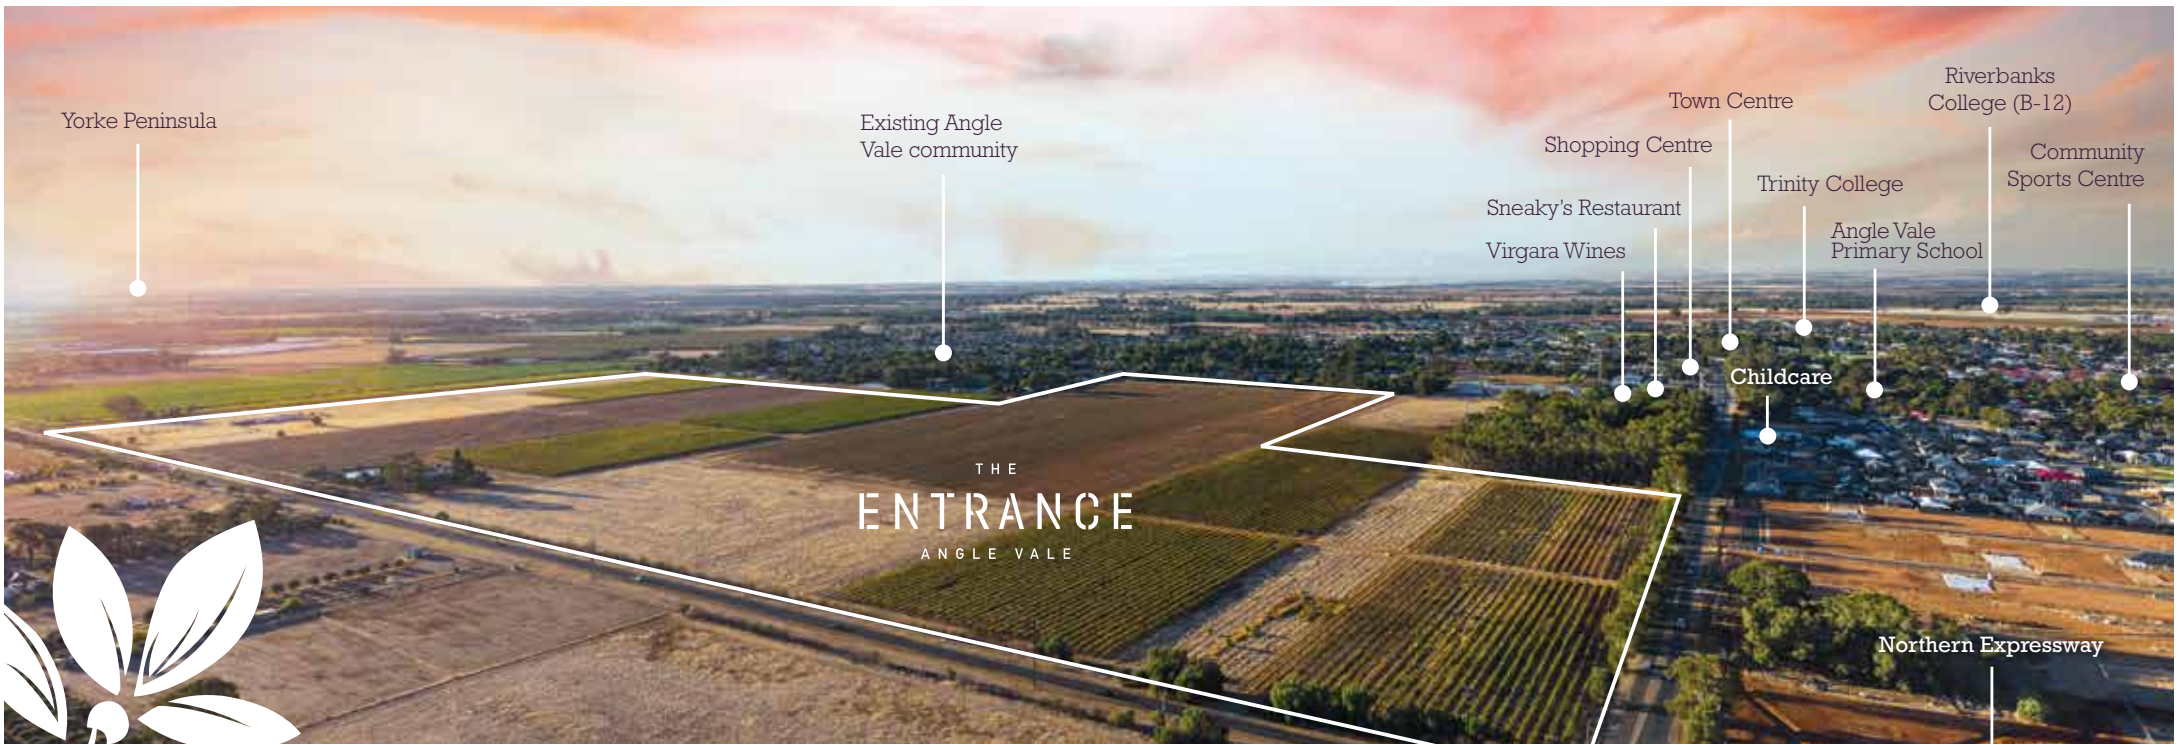 Yorke Peninsula
Existing Angle
Vale community
Town Centre
Shopping Centre
Sneaky's Restaurant
Virgara Wines
Riverbanks
College (B-12)
Community
Sports Centre
Trinity College
Angle Vale
Primary School
Childcare
THE
ENTRANCE
ANGLE VALE
Northern Expressway